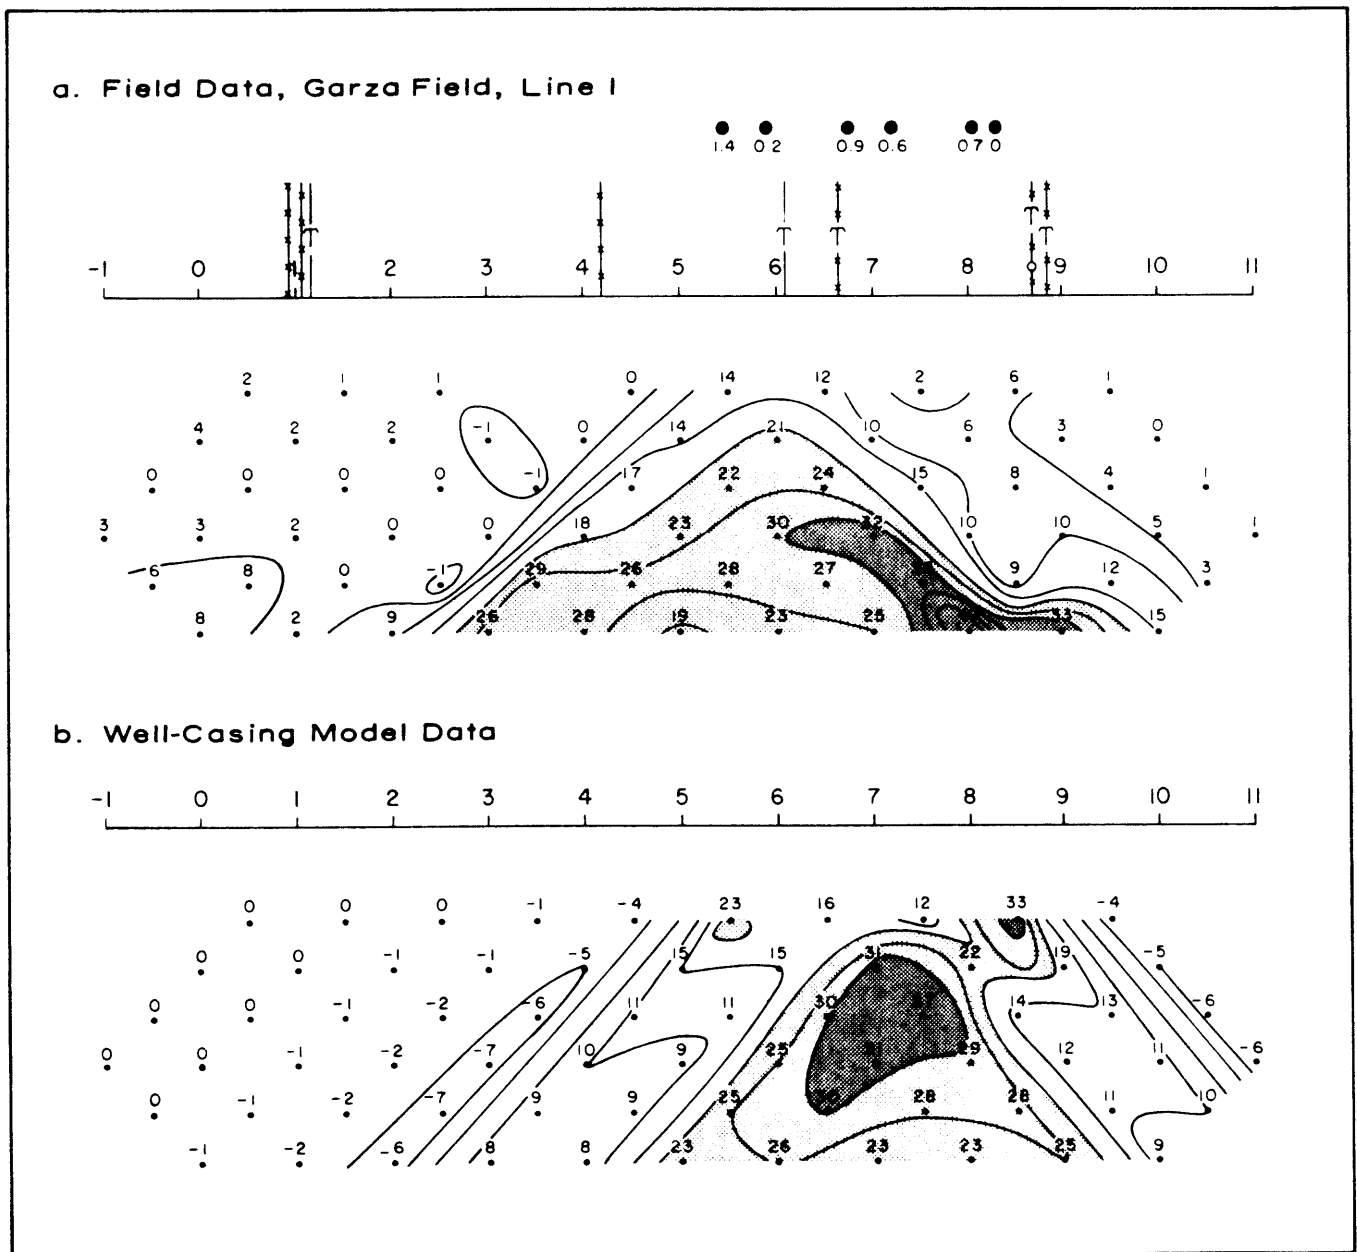 a. Field Data, Garza Field, Line I
1.4 0.2 0.9 0.6 0.7 0
-1 0 1 2 3 4 5 6 7 8 9 10 11
2 1 1 0 14 12 2 6 1
4 2 2 -1 0 14 21 10 6 3 0
0 0 0 0 -1 17 22 24 15 8 4 1
3 3 2 0 0 18 23 30 32 10 10 5 1
6 8 0 -1 29 26 28 27 9 12 3
8 2 9 26 28 19 23 25 33 15
b. Well-Casing Model Data
-1 0 1 2 3 4 5 6 7 8 9 10 11
0 0 0 -1 -4 23 16 12 33 -4
0 0 -1 -1 -5 15 15 31 22 19 -5
0 0 -1 -2 -6 11 11 30 14 13 -6
0 0 -1 -2 -7 10 9 25 31 29 12 11 -6
0 -1 -2 -7 9 9 25 30 28 28 11 10
-1 -2 -6 8 8 23 26 23 23 25 9